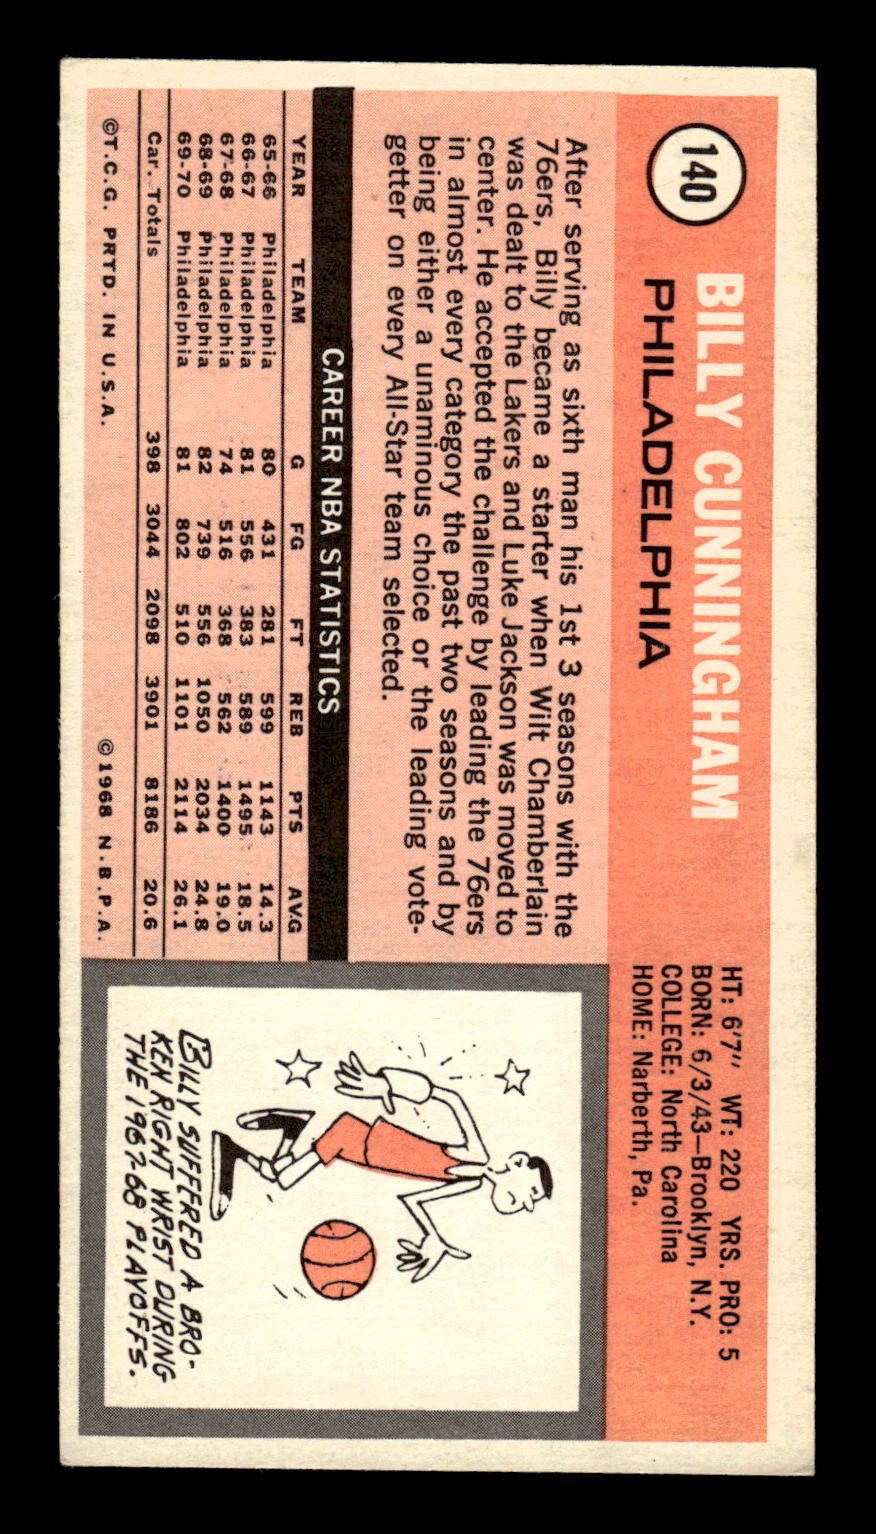 140
BILLY CUNNINGHAM
PHILADELPHIA
HT: 6'7" WT: 220 YRS. PRO: 5
BORN: 6/3/43—Brooklyn, N.Y.
COLLEGE: North Carolina
HOME: Narberth, Pa.
After serving as sixth man his 1st 3 seasons with the
76ers, Billy became a starter when Wilt Chamberlain
was dealt to the Lakers and Luke Jackson was moved to
center. He accepted the challenge by leading the 76ers
in almost every category the past two seasons and by
being either a unaminous choice or the leading vote-
getter on every All-Star team selected.
CAREER NBA STATISTICS
YEAR TEAM G FG FT REB PTS AVG
65-66 Philadelphia 80 431 281 599 1143 14.3
66-67 Philadelphia 81 556 383 589 1495 18.5
67-68 Philadelphia 74 516 368 562 1400 19.0
68-69 Philadelphia 82 739 556 1050 2034 24.8
69-70 Philadelphia 81 802 510 1101 2114 26.1
Car. Totals 398 3044 2098 3901 8186 20.6
©T.C.G. PRTD. IN U.S.A. ©1968 N.B.P.A.
BILLY SUFFERED A BRO-
KEN RIGHT WRIST DURING
THE 1967-68 PLAYOFFS.